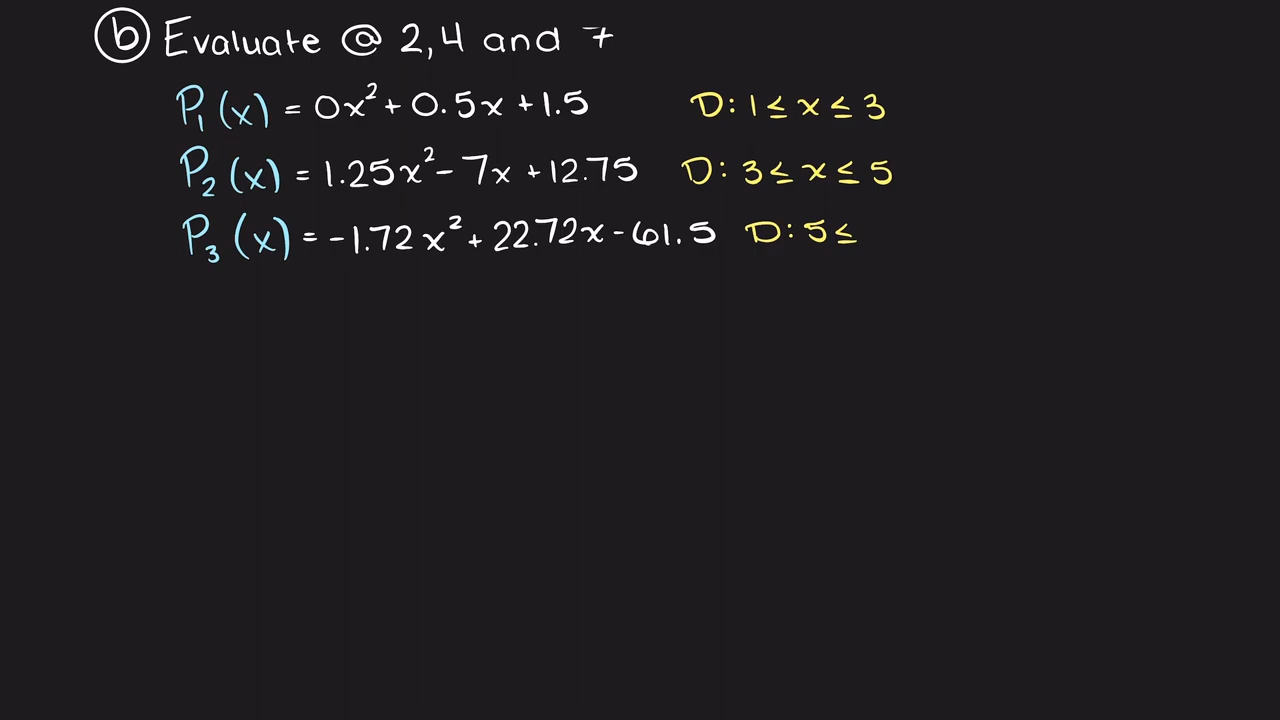 b Evaluate @ 2,4 and 7
P₁(x) = 0x² + 0.5x + 1.5 D: 1 ≤ x ≤ 3
P₂(x) = 1.25x² - 7x + 12.75 D: 3 ≤ x ≤ 5
P₃(x) = -1.72x² + 22.72x - 61.5 D: 5 ≤